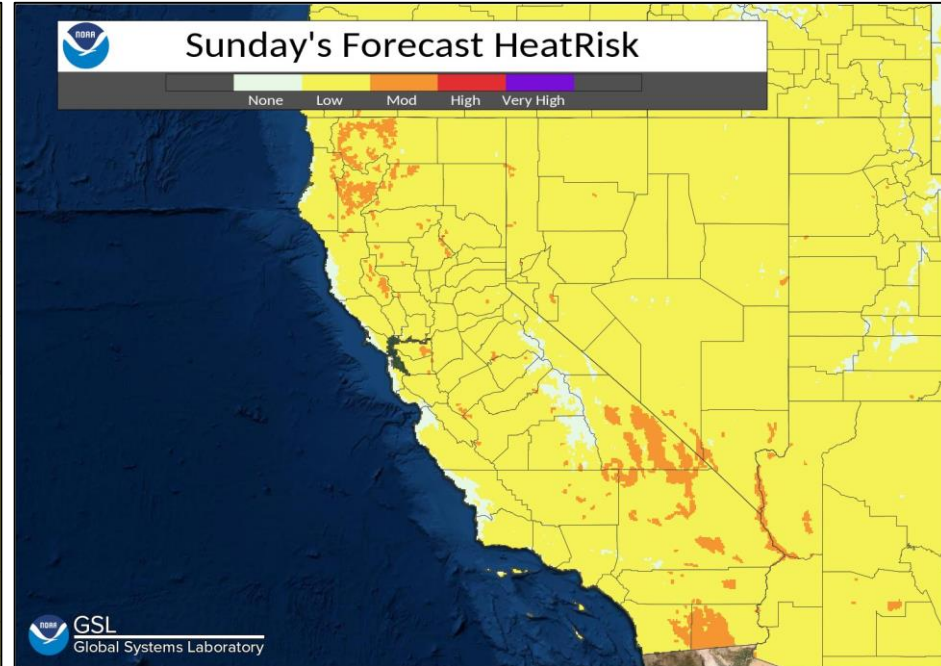 NOAA
Sunday's Forecast HeatRisk
None Low Mod High Very High
NOAA
GSL
Global Systems Laboratory